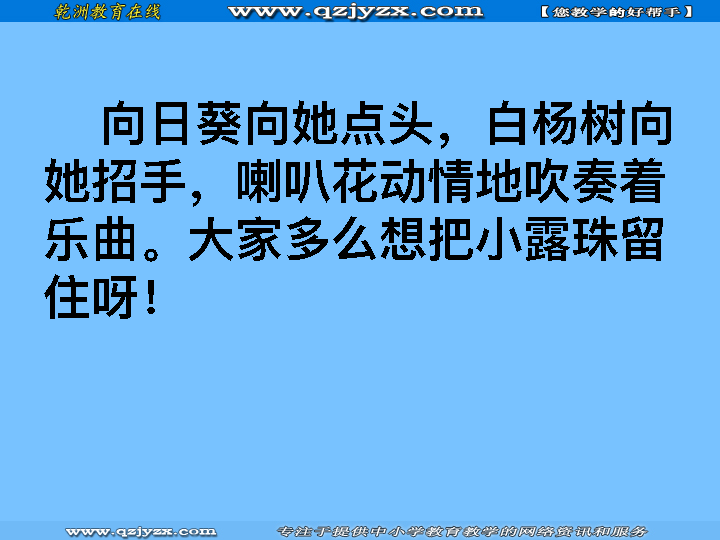 乾洲教育在线 www.qzjyzx.com 【您教学的好帮手】
向日葵向她点头，白杨树向
她招手，喇叭花动情地吹奏着
乐曲。大家多么想把小露珠留
住呀！
www.qzjyzx.com 专注于提供中小学教育教学的网络资讯和服务